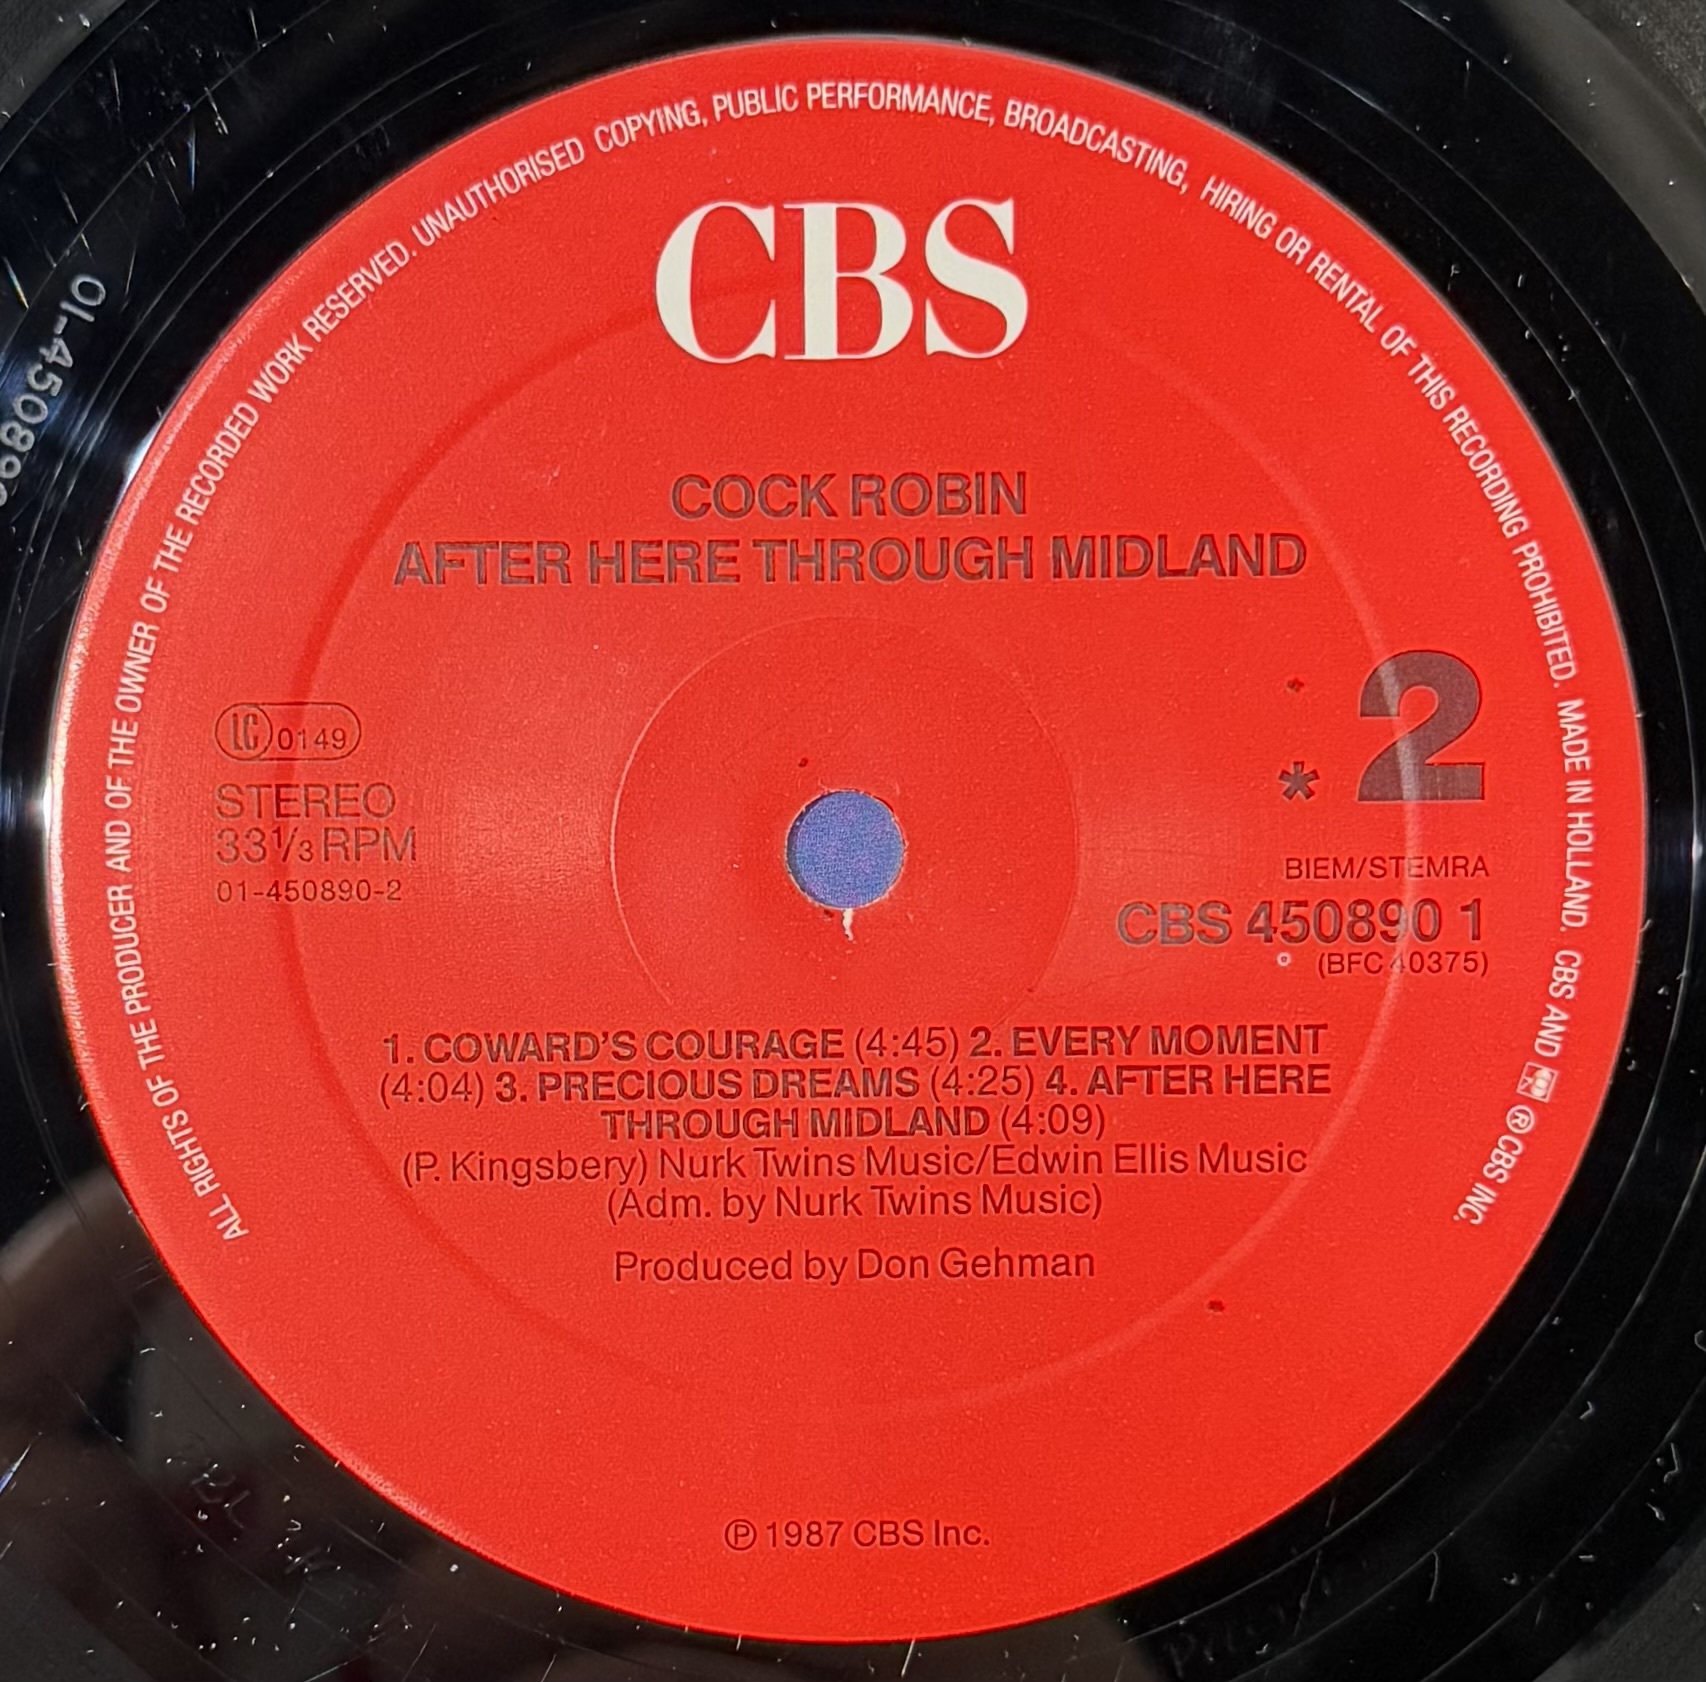 ALL RIGHTS OF THE PRODUCER AND OF THE OWNER OF THE RECORDED WORK RESERVED. UNAUTHORISED COPYING, PUBLIC PERFORMANCE, BROADCASTING, HIRING OR RENTAL OF THIS RECORDING PROHIBITED. MADE IN HOLLAND. CBS AND ® CBS INC.
CBS
COCK ROBIN
AFTER HERE THROUGH MIDLAND
LC 0149
STEREO
33 1/3 RPM
01-450890-2
* 2
BIEM/STEMRA
CBS 450890 1
(BFC 40375)
1. COWARD'S COURAGE (4:45) 2. EVERY MOMENT
(4:04) 3. PRECIOUS DREAMS (4:25) 4. AFTER HERE
THROUGH MIDLAND (4:09)
(P. Kingsbery) Nurk Twins Music/Edwin Ellis Music
(Adm. by Nurk Twins Music)
Produced by Don Gehman
℗ 1987 CBS Inc.
01-45089